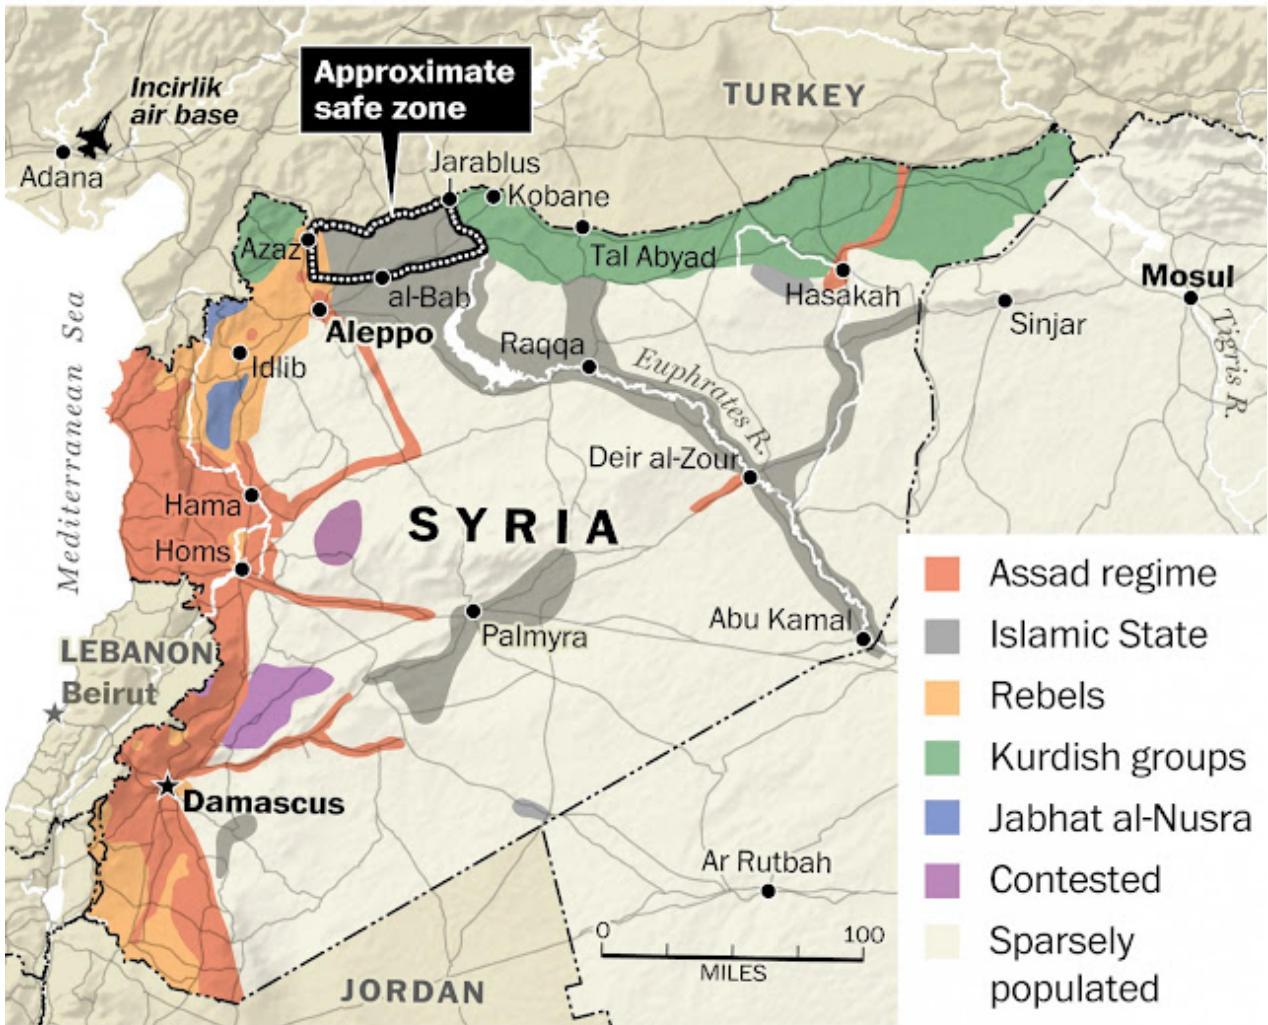 Approximate
safe zone
Incirlik
air base
Adana
TURKEY
Jarablus
Kobane
Azaz
Tal Abyad
al-Bab
Hasakah
Mosul
Sinjar
Aleppo
Raqqa
Idlib
Euphrates R.
Tigris R.
Mediterranean Sea
Deir al-Zour
Hama
SYRIA
Homs
Abu Kamal
Palmyra
LEBANON
Beirut
Damascus
Ar Rutbah
JORDAN
0 100
MILES
Assad regime
Islamic State
Rebels
Kurdish groups
Jabhat al-Nusra
Contested
Sparsely
populated